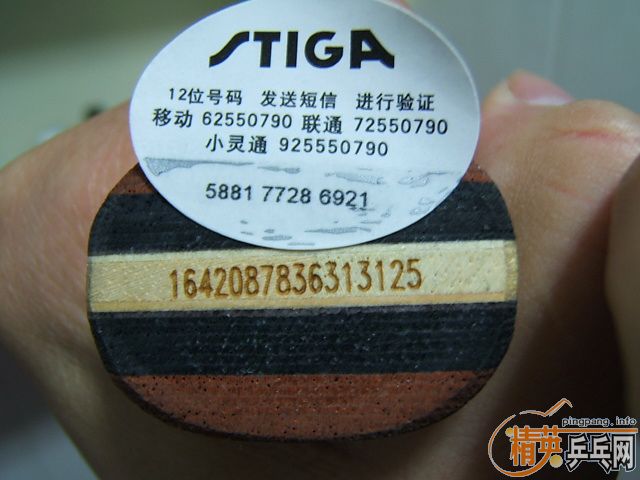 STIGA
12位号码 发送短信 进行验证
移动 62550790 联通 72550790
小灵通 925550790
5881 7728 6921
1642087836313125
pingpang.info
精英乒乓网